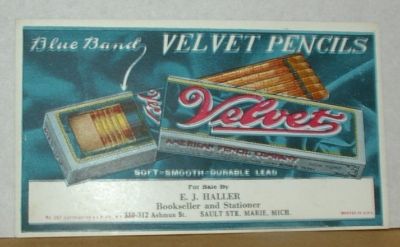 Blue Band VELVET PENCILS
Velvet
Velvet
AMERICAN PENCIL COMPANY
SOFT-SMOOTH-DURABLE LEAD
For Sale By
E. J. HALLER
Bookseller and Stationer
310-312 Ashmun St. SAULT STE. MARIE, MICH.